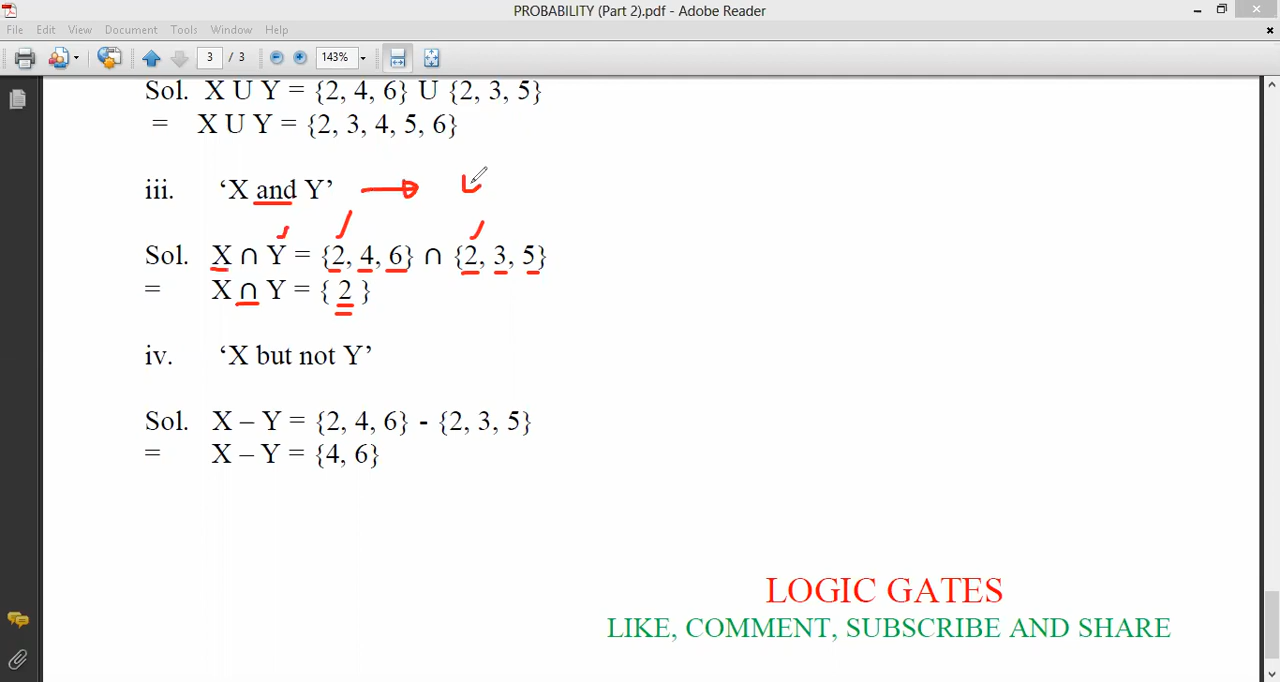 PROBABILITY (Part 2).pdf - Adobe Reader
File Edit View Document Tools Window Help
3 / 3 143%
Sol. X U Y = {2, 4, 6} U {2, 3, 5}
= X U Y = {2, 3, 4, 5, 6}
iii. ‘X and Y’
Sol. X ∩ Y = {2, 4, 6} ∩ {2, 3, 5}
= X ∩ Y = { 2 }
iv. ‘X but not Y’
Sol. X – Y = {2, 4, 6} - {2, 3, 5}
= X – Y = {4, 6}
LOGIC GATES
LIKE, COMMENT, SUBSCRIBE AND SHARE